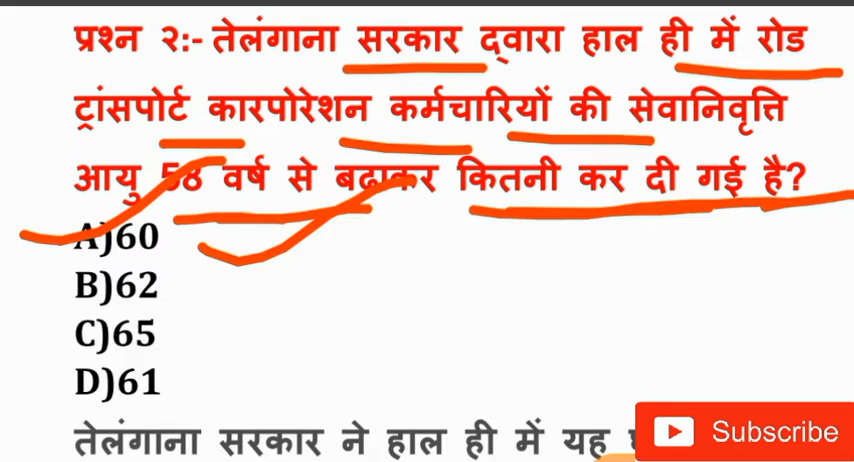 प्रश्न २:- तेलंगाना सरकार द्वारा हाल ही में रोड
ट्रांसपोर्ट कारपोरेशन कर्मचारियों की सेवानिवृत्ति
आयु 58 वर्ष से बढ़ाकर कितनी कर दी गई है?
A)60
B)62
C)65
D)61
तेलंगाना सरकार ने हाल ही में यह
Subscribe